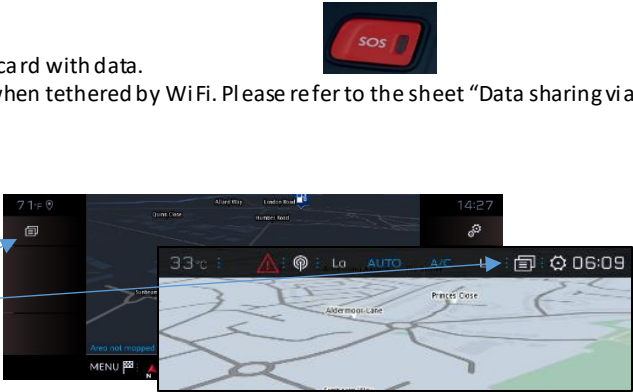 SOS
card with data.
when tethered by WiFi. Please refer to the sheet “Data sharing via
71°F
Allard Way
London Road
14:27
Quins Close
Humber Road
33°C
Lo
AUTO
A/C
06:09
Princes Close
Aldermoor Lane
Area not mapped
MENU
N